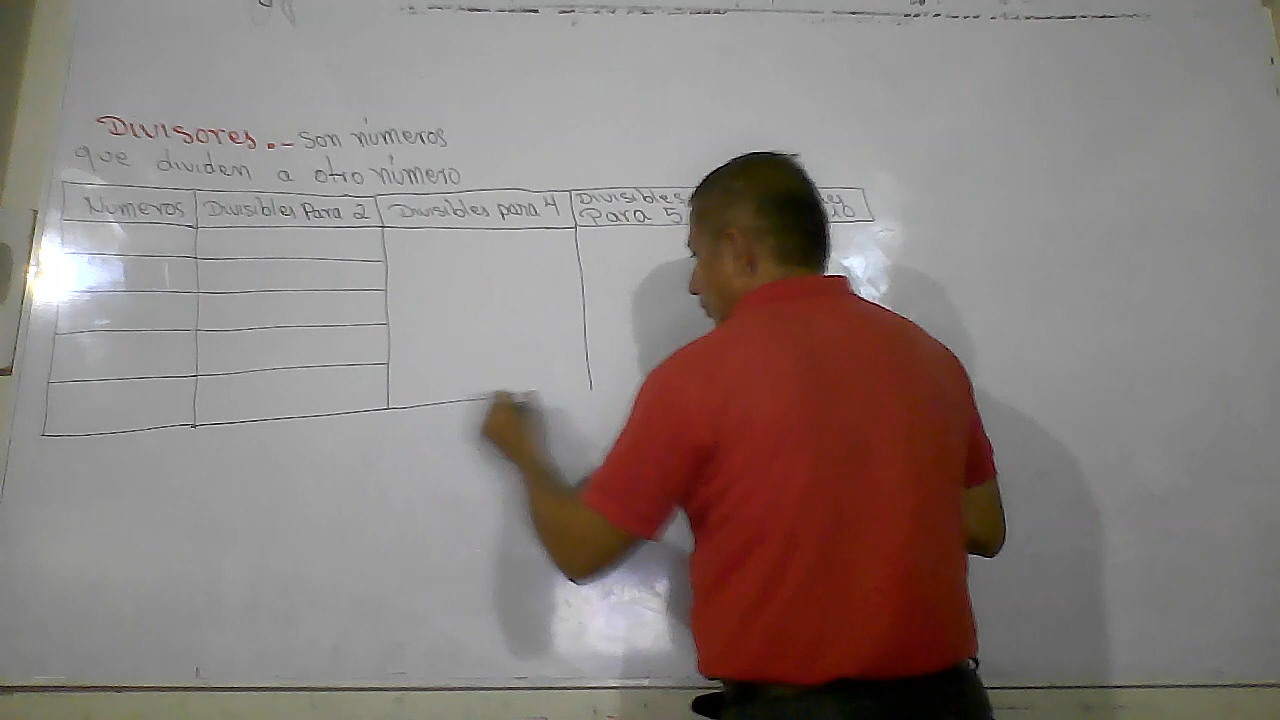 Divisores.- son números
que dividen a otro número
Números Divisibles Para 2 Divisibles para 4 Divisibles
Para 5